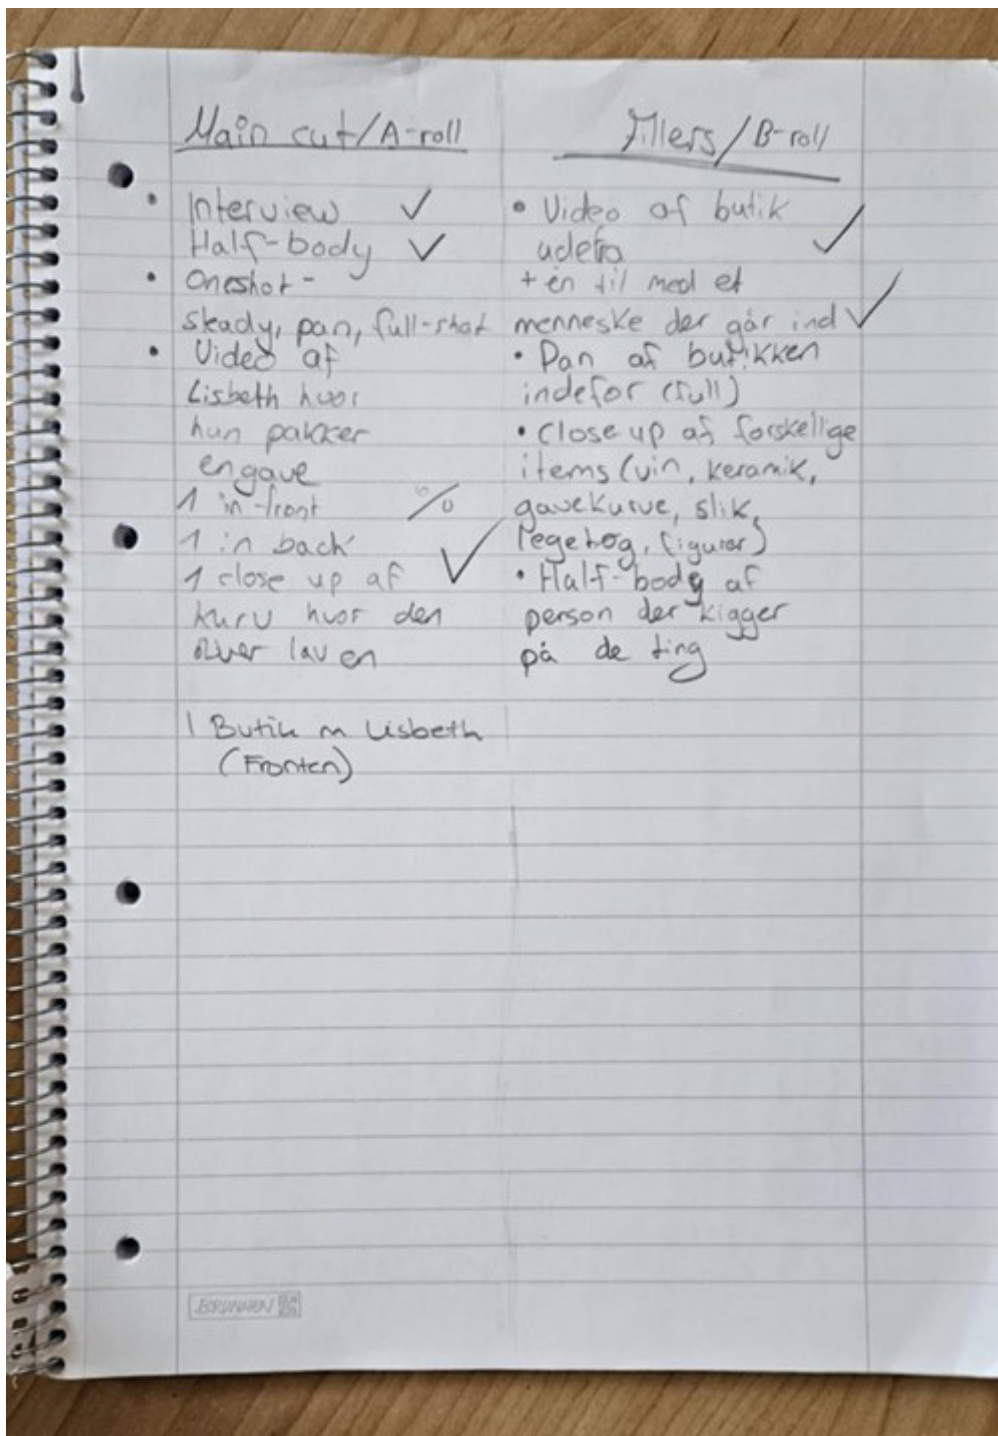 Main cut/A-roll
• Interview ✓
Half-body ✓
• Oneshot-
steady, pan, full-shot
• Video af
Lisbeth hvor
hun pakker
en gave
1 in-front
1 in back
1 close up af ✓
kurv hvor den
bliver laven
1 Butik m Lisbeth
(Fronten)
Fillers/B-roll
• Video af butik
udefra ✓
+ én til med et
menneske der går ind ✓
• Pan af butikken
indefor (full)
• Close up af forskellige
items (vin, keramik,
gavekurve, slik,
figurer)
• Half-body af
person der kigger
på de ting
BRUNNEN